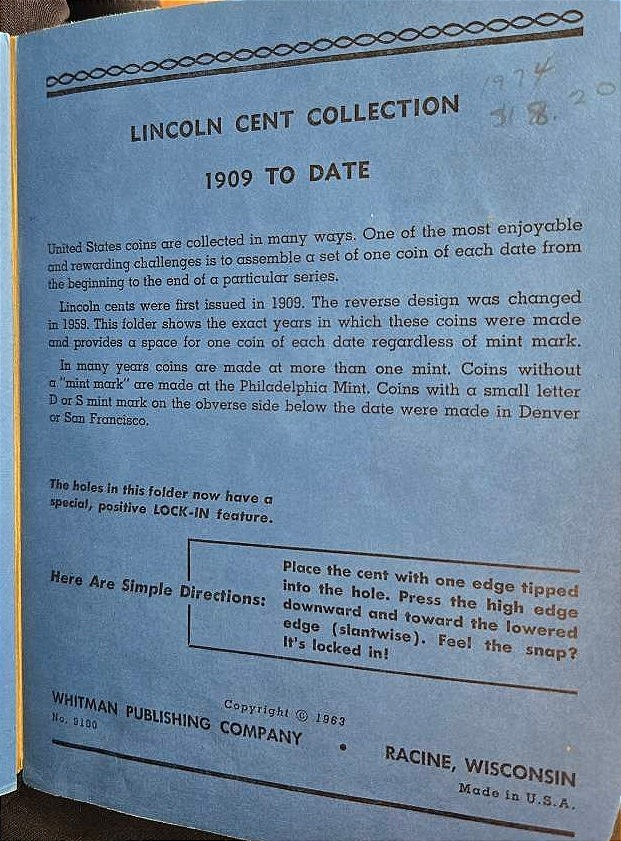 1974
318.20
LINCOLN CENT COLLECTION
1909 TO DATE
United States coins are collected in many ways. One of the most enjoyable
and rewarding challenges is to assemble a set of one coin of each date from
the beginning to the end of a particular series.
Lincoln cents were first issued in 1909. The reverse design was changed
in 1959. This folder shows the exact years in which these coins were made
and provides a space for one coin of each date regardless of mint mark.
In many years coins are made at more than one mint. Coins without
a "mint mark" are made at the Philadelphia Mint. Coins with a small letter
D or S mint mark on the obverse side below the date were made in Denver
or San Francisco.
The holes in this folder now have a
special, positive LOCK-IN feature.
Here Are Simple Directions:
Place the cent with one edge tipped
into the hole. Press the high edge
downward and toward the lowered
edge (slantwise). Feel the snap?
It's locked in!
Copyright © 1963
WHITMAN PUBLISHING COMPANY • RACINE, WISCONSIN
No. 9100
Made in U.S.A.